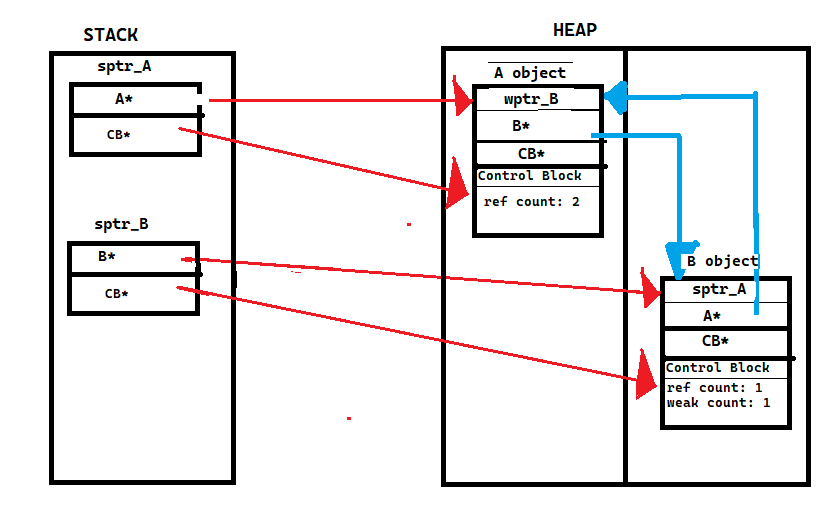 STACK
sptr_A
A*
CB*
sptr_B
B*
CB*
HEAP
A object
wptr_B
B*
CB*
Control Block
ref count: 2
B object
sptr_A
A*
CB*
Control Block
ref count: 1
weak count: 1